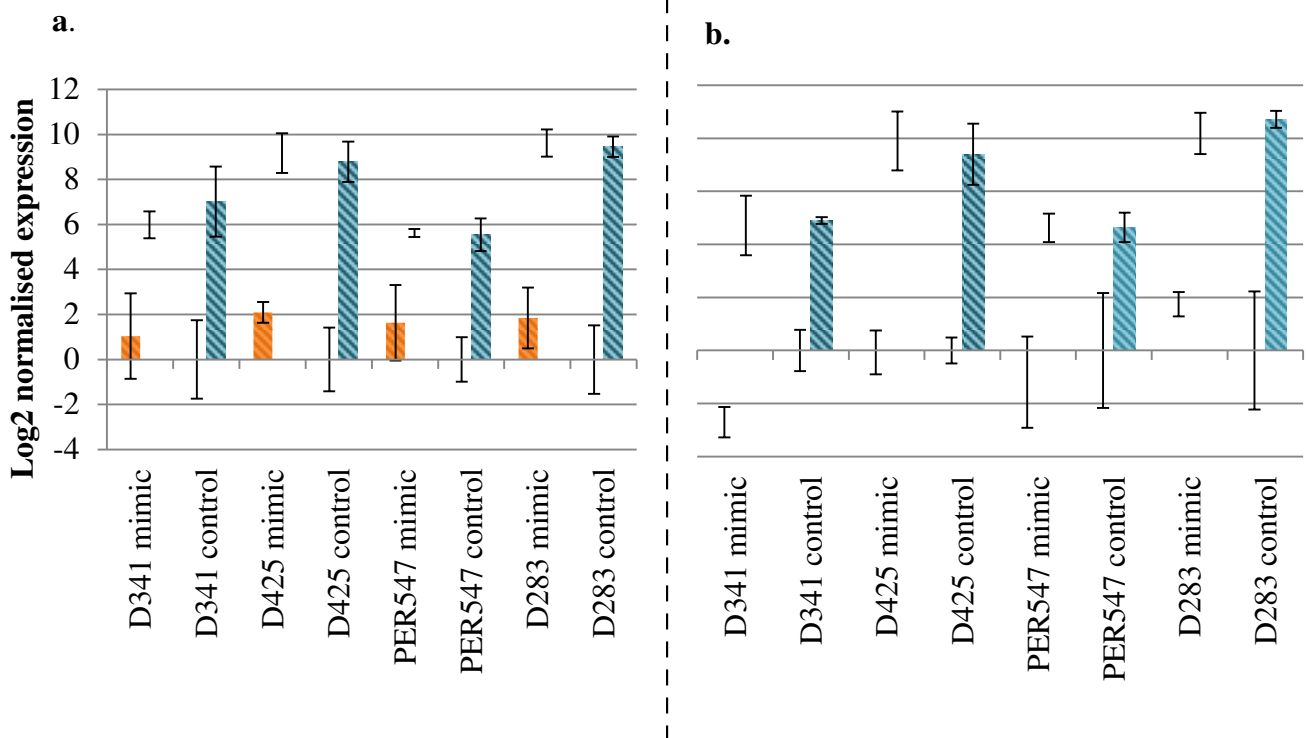 a.
b.
Log2 normalised expression
12
10
8
6
4
2
0
-2
-4
D341 mimic
D341 control
D425 mimic
D425 control
PER547 mimic
PER547 control
D283 mimic
D283 control
D341 mimic
D341 control
D425 mimic
D425 control
PER547 mimic
PER547 control
D283 mimic
D283 control